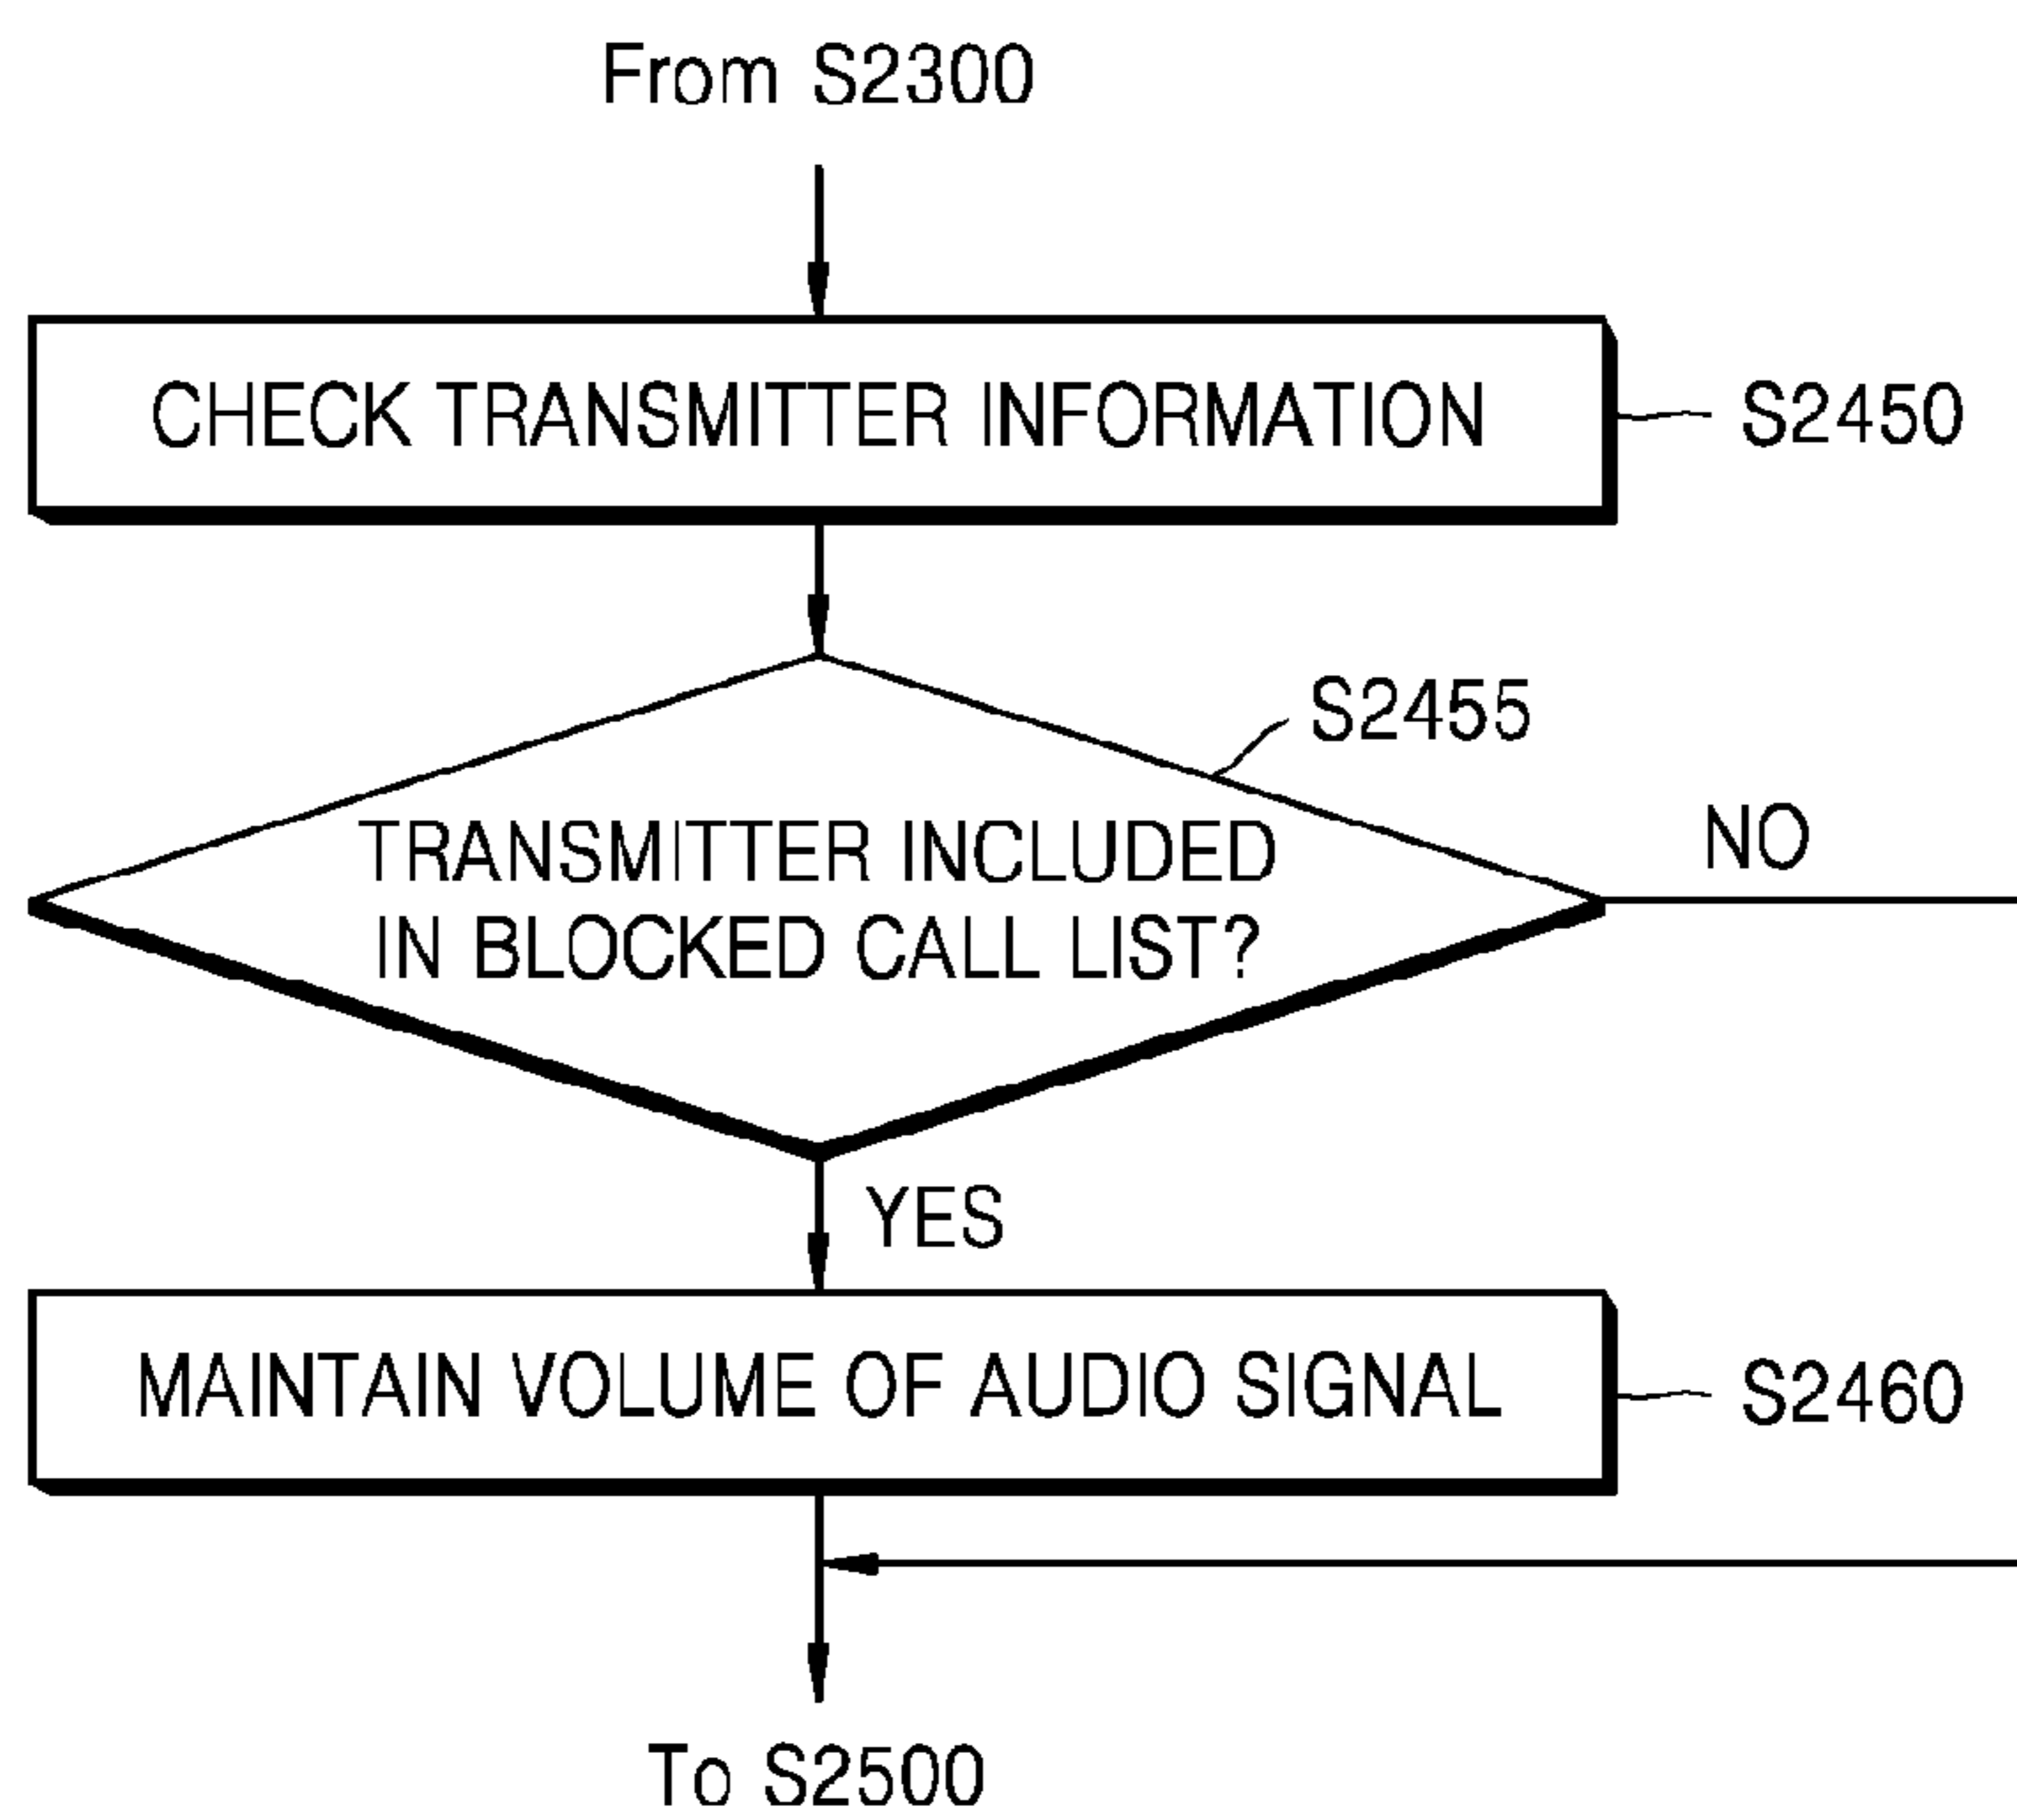 From S2300
CHECK TRANSMITTER INFORMATION
S2450
S2455
TRANSMITTER INCLUDED
IN BLOCKED CALL LIST?
NO
YES
MAINTAIN VOLUME OF AUDIO SIGNAL
S2460
To S2500